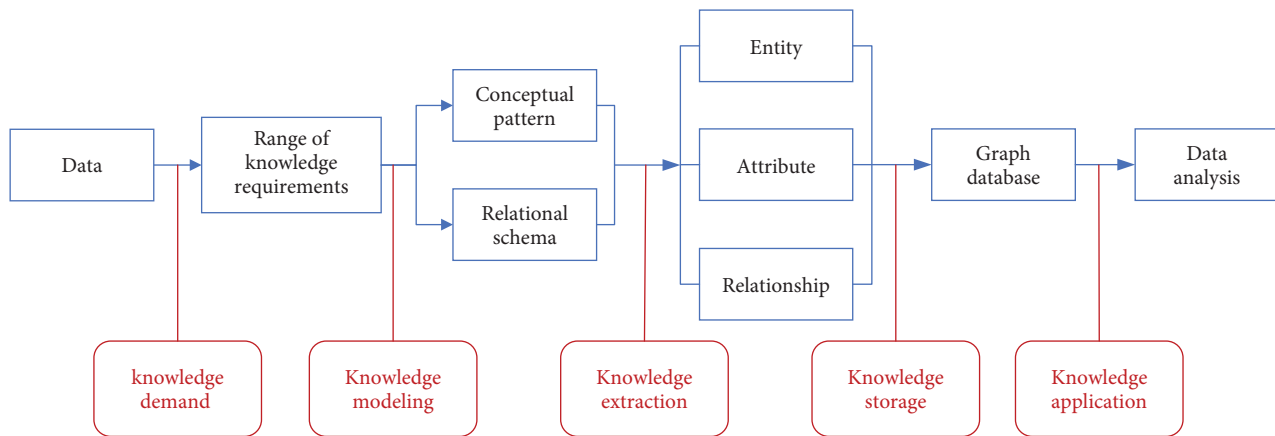 Data
Range of
knowledge
requirements
Conceptual
pattern
Relational
schema
Entity
Attribute
Relationship
Graph
database
Data
analysis
knowledge
demand
Knowledge
modeling
Knowledge
extraction
Knowledge
storage
Knowledge
application